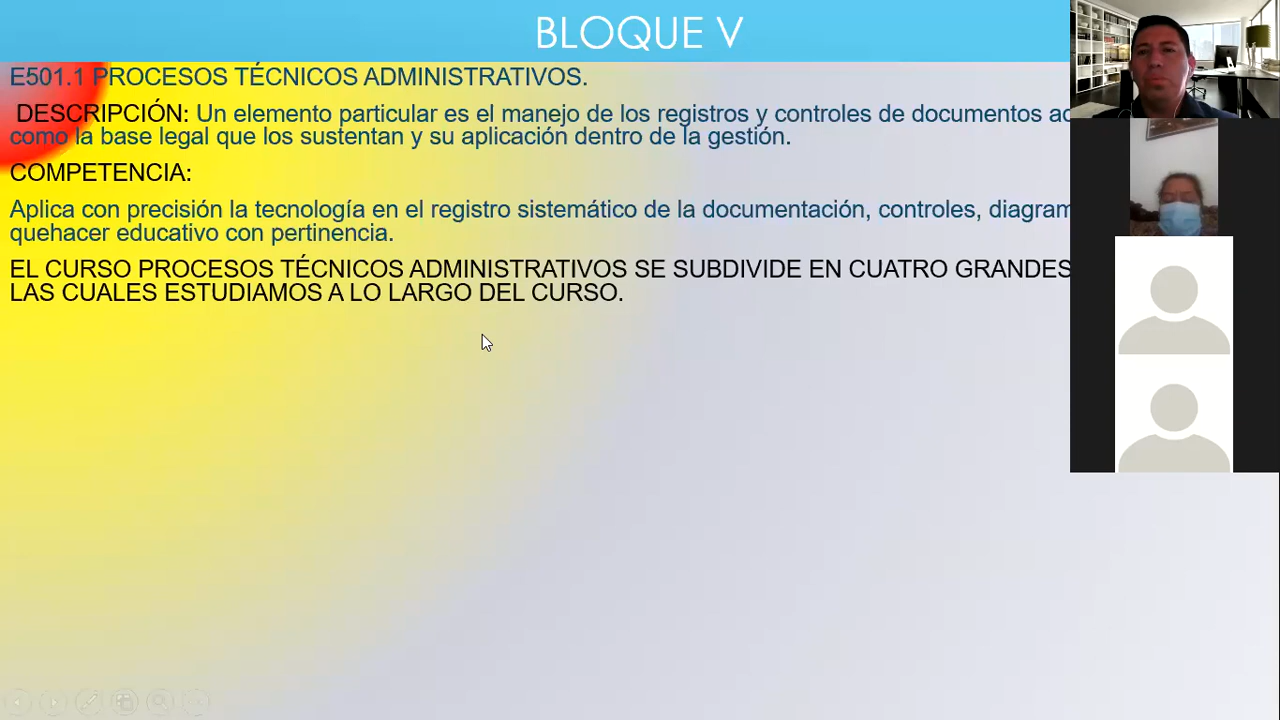 BLOQUE V
E501.1 PROCESOS TÉCNICOS ADMINISTRATIVOS.
DESCRIPCIÓN: Un elemento particular es el manejo de los registros y controles de documentos
como la base legal que los sustentan y su aplicación dentro de la gestión.
COMPETENCIA:
Aplica con precisión la tecnología en el registro sistemático de la documentación, controles,
quehacer educativo con pertinencia.
EL CURSO PROCESOS TÉCNICOS ADMINISTRATIVOS SE SUBDIVIDE EN CUATRO GRANDES
LAS CUALES ESTUDIAMOS A LO LARGO DEL CURSO.